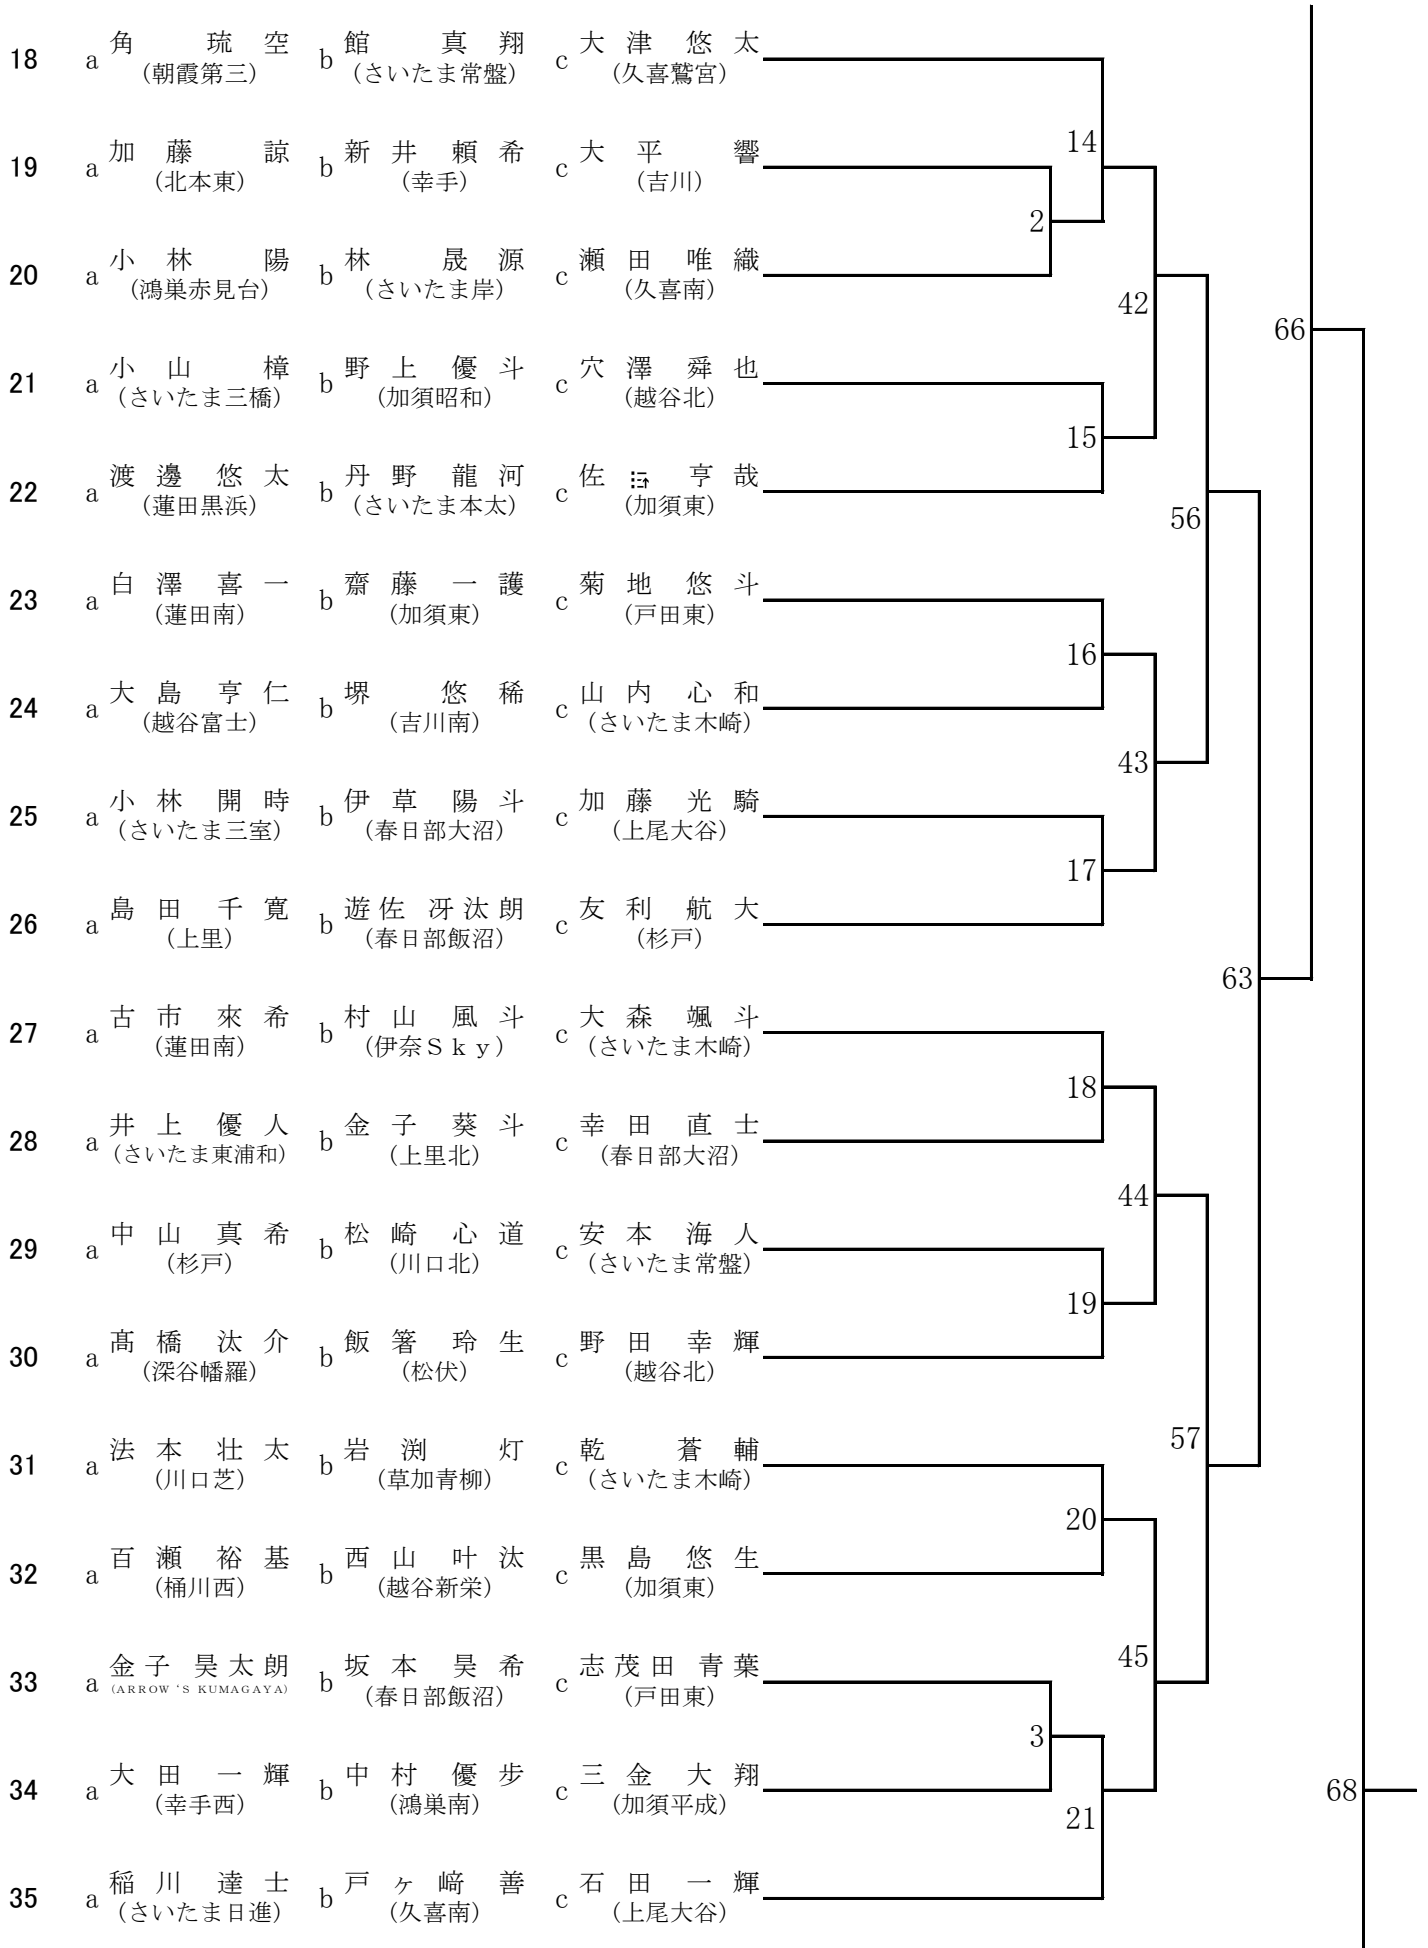 18 a 角 琉空 b 館 真翔 c 大津悠太
(朝霞第三) (さいたま常盤) (久喜鷲宮)
14
19 a 加藤 諒 b 新井頼希 c 大平 響
(北本東) (幸手) (吉川)
2
20 a 小林 陽 b 林 晟源 c 瀬田唯織
(鴻巣赤見台) (さいたま岸) (久喜南)
42
66
21 a 小山 樟 b 野上優斗 c 穴澤舜也
(さいたま三橋) (加須昭和) (越谷北)
15
22 a 渡邊悠太 b 丹野龍河 c 佐 亨哉
(蓮田黒浜) (さいたま本太) (加須東)
56
23 a 白澤喜一 b 齋藤一護 c 菊地悠斗
(蓮田南) (加須東) (戸田東)
16
24 a 大島亨仁 b 堺 悠稀 c 山内心和
(越谷富士) (吉川南) (さいたま木崎)
43
25 a 小林開時 b 伊草陽斗 c 加藤光騎
(さいたま三室) (春日部大沼) (上尾大谷)
17
26 a 島田千寛 b 遊佐冴汰朗 c 友利航大
(上里) (春日部飯沼) (杉戸)
63
27 a 古市來希 b 村山風斗 c 大森颯斗
(蓮田南) (伊奈Sky) (さいたま木崎)
18
28 a 井上優人 b 金子葵斗 c 幸田直士
(さいたま東浦和) (上里北) (春日部大沼)
44
29 a 中山真希 b 松崎心道 c 安本海人
(杉戸) (川口北) (さいたま常盤)
19
30 a 髙橋汰介 b 飯箸玲生 c 野田幸輝
(深谷幡羅) (松伏) (越谷北)
57
31 a 法本壮太 b 岩渕 灯 c 乾 蒼輔
(川口芝) (草加青柳) (さいたま木崎)
20
32 a 百瀬裕基 b 西山叶汰 c 黒島悠生
(桶川西) (越谷新栄) (加須東)
45
33 a 金子昊太朗 b 坂本昊希 c 志茂田青葉
(ARROW‘S KUMAGAYA) (春日部飯沼) (戸田東)
3
34 a 大田一輝 b 中村優歩 c 三金大翔
(幸手西) (鴻巣南) (加須平成)
68
21
35 a 稲川達士 b 戸ヶ﨑善 c 石田一輝
(さいたま日進) (久喜南) (上尾大谷)